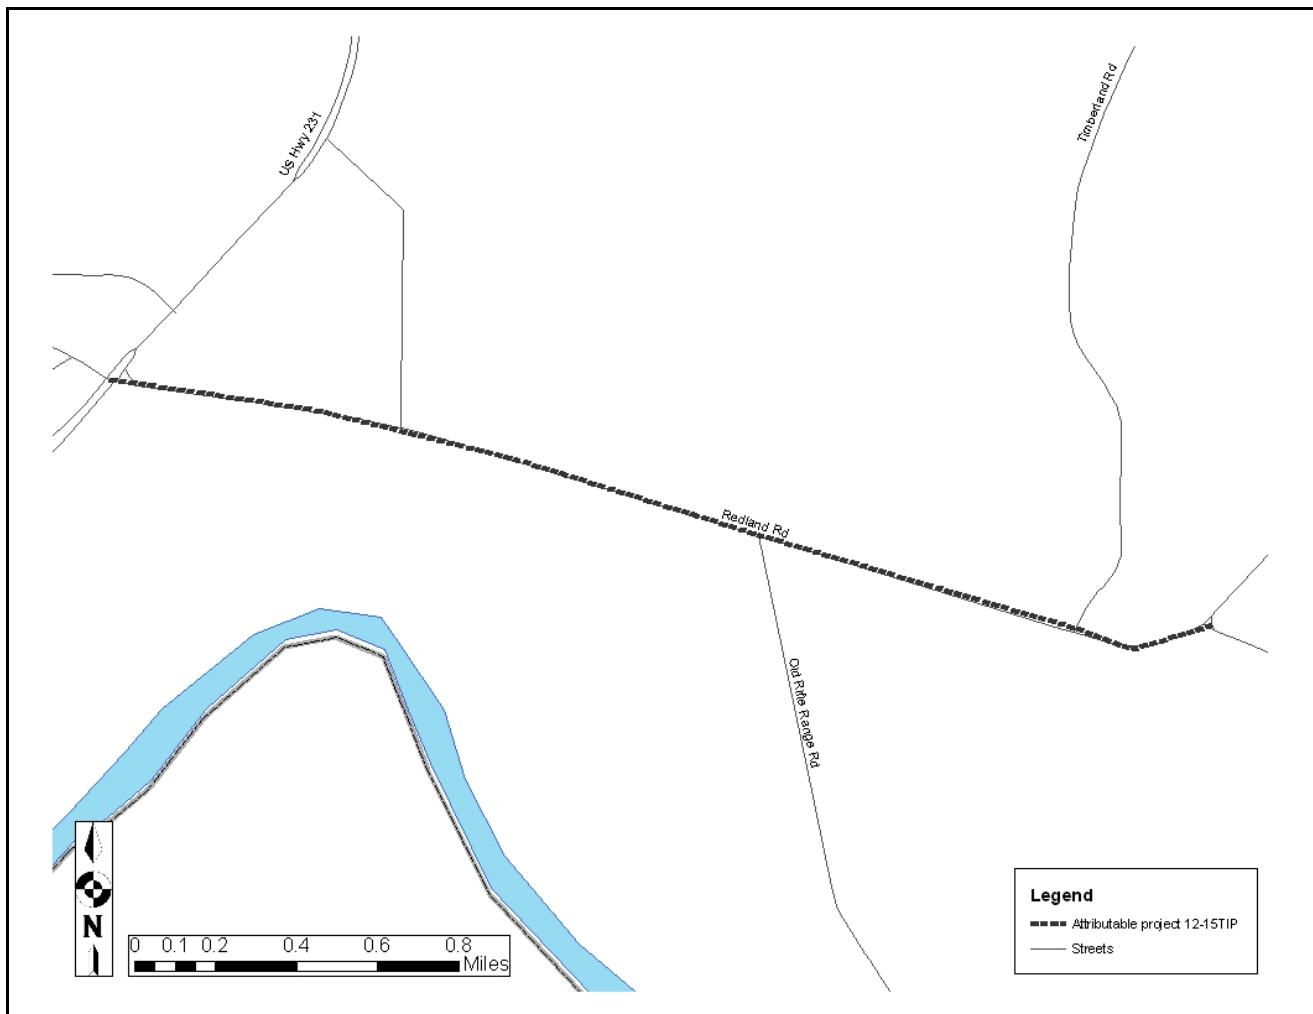 Timberland Rd
US Hwy 231
Redland Rd
Old Rifle Range Rd
N
0 0.1 0.2 0.4 0.6 0.8
Miles
Legend
Attributable project 12-15TIP
Streets